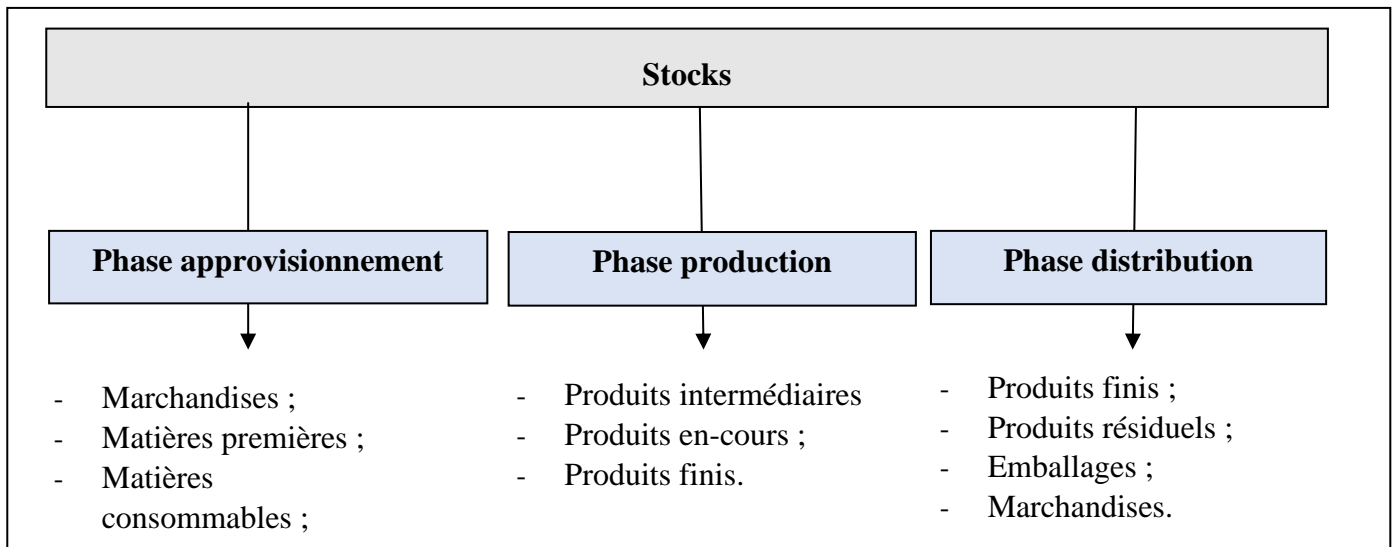 Stocks
Phase approvisionnement
Phase production
Phase distribution
- Marchandises ;
- Matières premières ;
- Matières
consommables ;
- Produits intermédiaires
- Produits en-cours ;
- Produits finis.
- Produits finis ;
- Produits résiduels ;
- Emballages ;
- Marchandises.